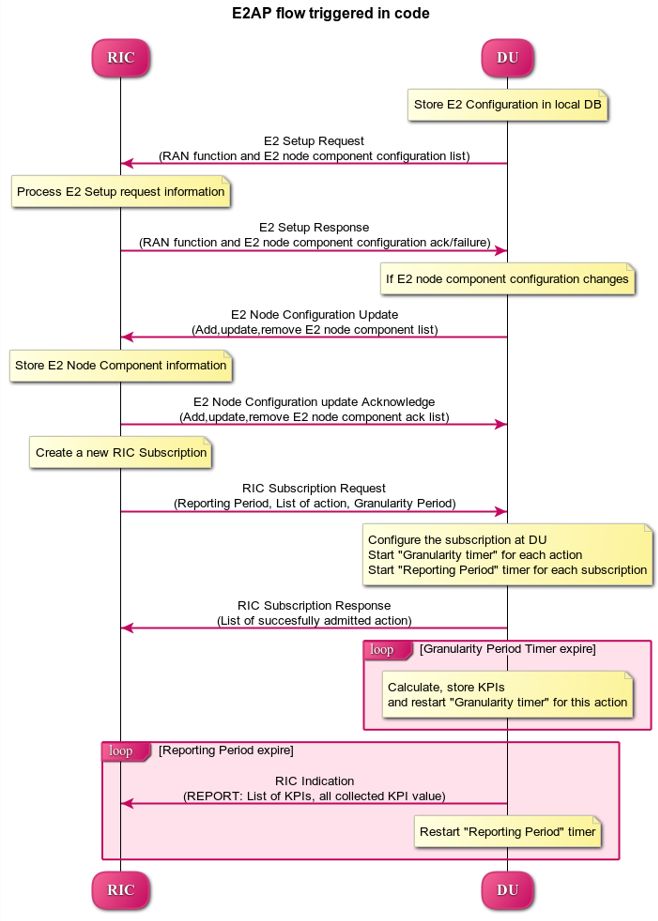 E2AP flow triggered in code
RIC
DU
Store E2 Configuration in local DB
E2 Setup Request
(RAN function and E2 node component configuration list)
Process E2 Setup request information
E2 Setup Response
(RAN function and E2 node component configuration ack/failure)
If E2 node component configuration changes
E2 Node Configuration Update
(Add,update,remove E2 node component list)
Store E2 Node Component information
E2 Node Configuration update Acknowledge
(Add,update,remove E2 node component ack list)
Create a new RIC Subscription
RIC Subscription Request
(Reporting Period, List of action, Granularity Period)
Configure the subscription at DU
Start "Granularity timer" for each action
Start "Reporting Period" timer for each subscription
RIC Subscription Response
(List of succesfully admitted action)
loop
[Granularity Period Timer expire]
Calculate, store KPIs
and restart "Granularity timer" for this action
loop
[Reporting Period expire]
RIC Indication
(REPORT: List of KPIs, all collected KPI value)
Restart "Reporting Period" timer
RIC
DU